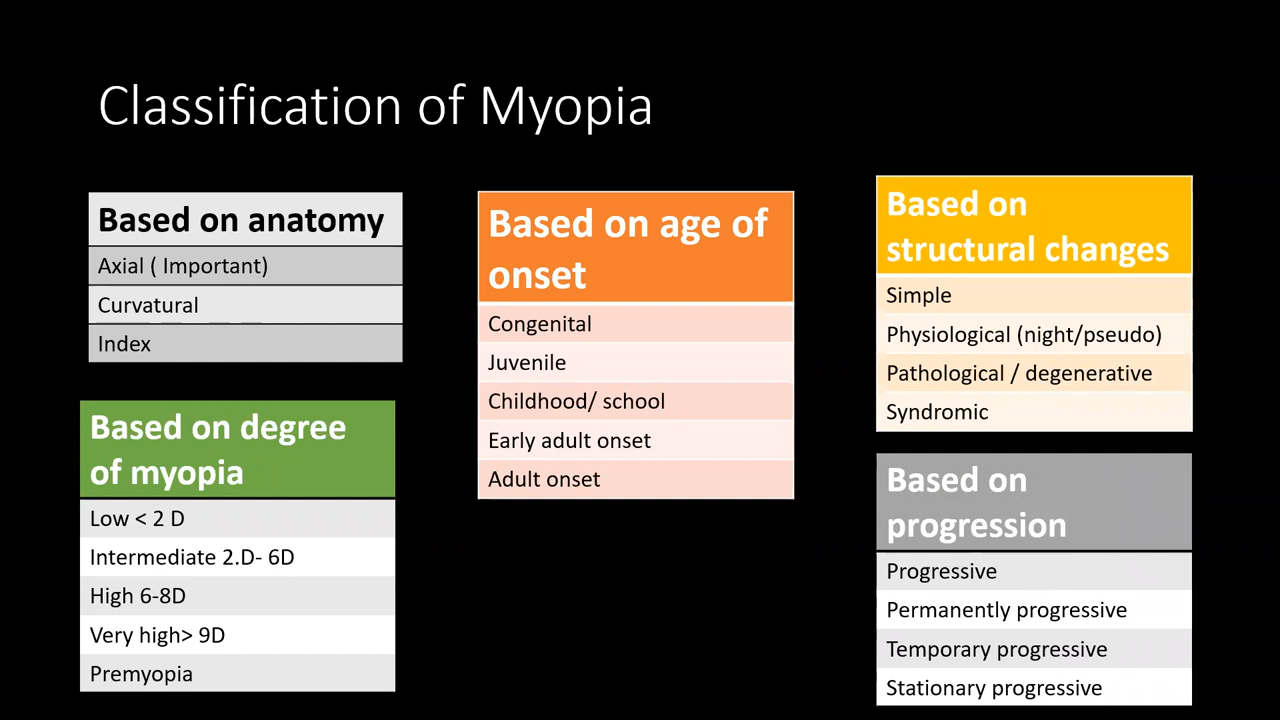 Classification of Myopia
Based on anatomy
Axial ( Important)
Curvatural
Index
Based on degree
of myopia
Low < 2 D
Intermediate 2.D- 6D
High 6-8D
Very high> 9D
Premyopia
Based on age of
onset
Congenital
Juvenile
Childhood/ school
Early adult onset
Adult onset
Based on
structural changes
Simple
Physiological (night/pseudo)
Pathological / degenerative
Syndromic
Based on
progression
Progressive
Permanently progressive
Temporary progressive
Stationary progressive